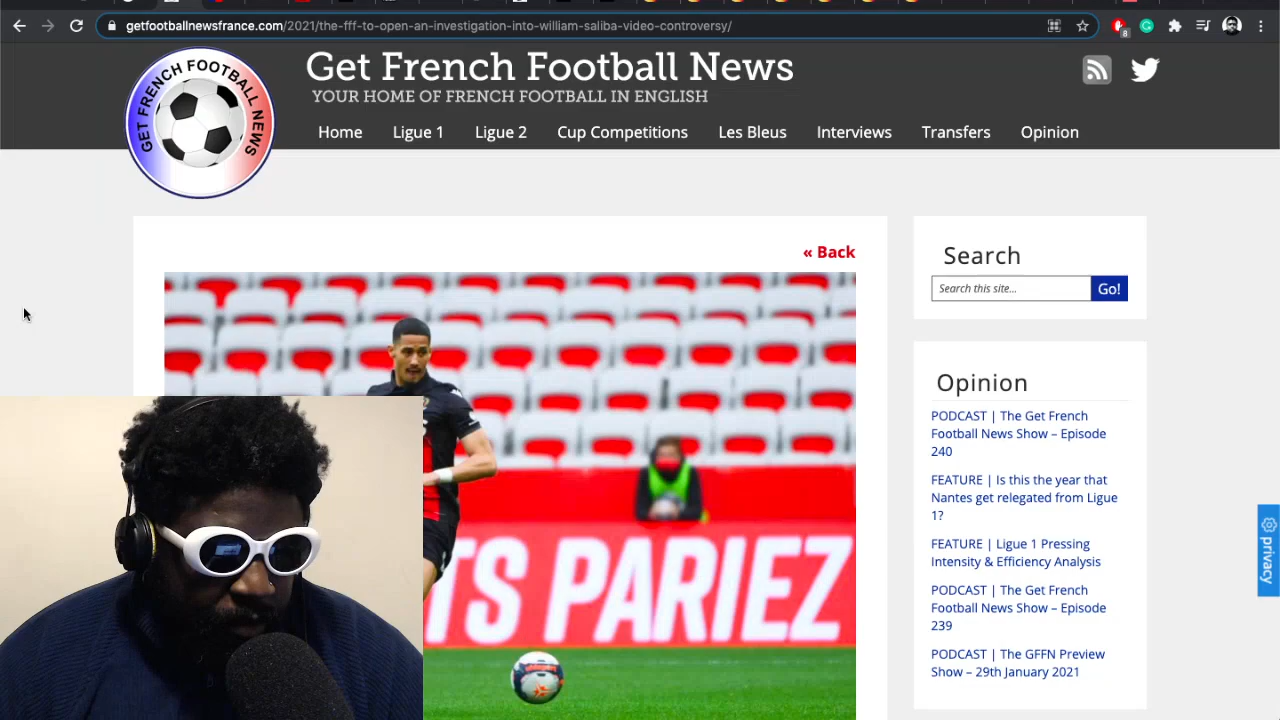 getfootballnewsfrance.com/2021/the-fff-to-open-an-investigation-into-william-saliba-video-controversy/
8
GET FRENCH FOOTBALL NEWS
Get French Football News
YOUR HOME OF FRENCH FOOTBALL IN ENGLISH
Home Ligue 1 Ligue 2 Cup Competitions Les Bleus Interviews Transfers Opinion
« Back
Search
Search this site...
Go!
Opinion
PODCAST | The Get French
Football News Show – Episode
240
FEATURE | Is this the year that
Nantes get relegated from Ligue
1?
FEATURE | Ligue 1 Pressing
Intensity & Efficiency Analysis
PODCAST | The Get French
Football News Show – Episode
239
PODCAST | The GFFN Preview
Show – 29th January 2021
privacy
TS PARIEZ